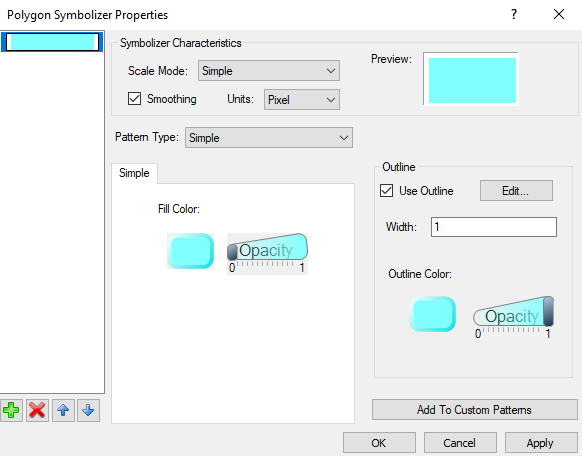 Polygon Symbolizer Properties ?
Symbolizer Characteristics
Scale Mode: Simple
Preview:
Smoothing Units: Pixel
Pattern Type: Simple
Simple
Fill Color:
Opacity
0 1
Outline
Use Outline Edit...
Width: 1
Outline Color:
Opacity
0 1
Add To Custom Patterns
OK Cancel Apply